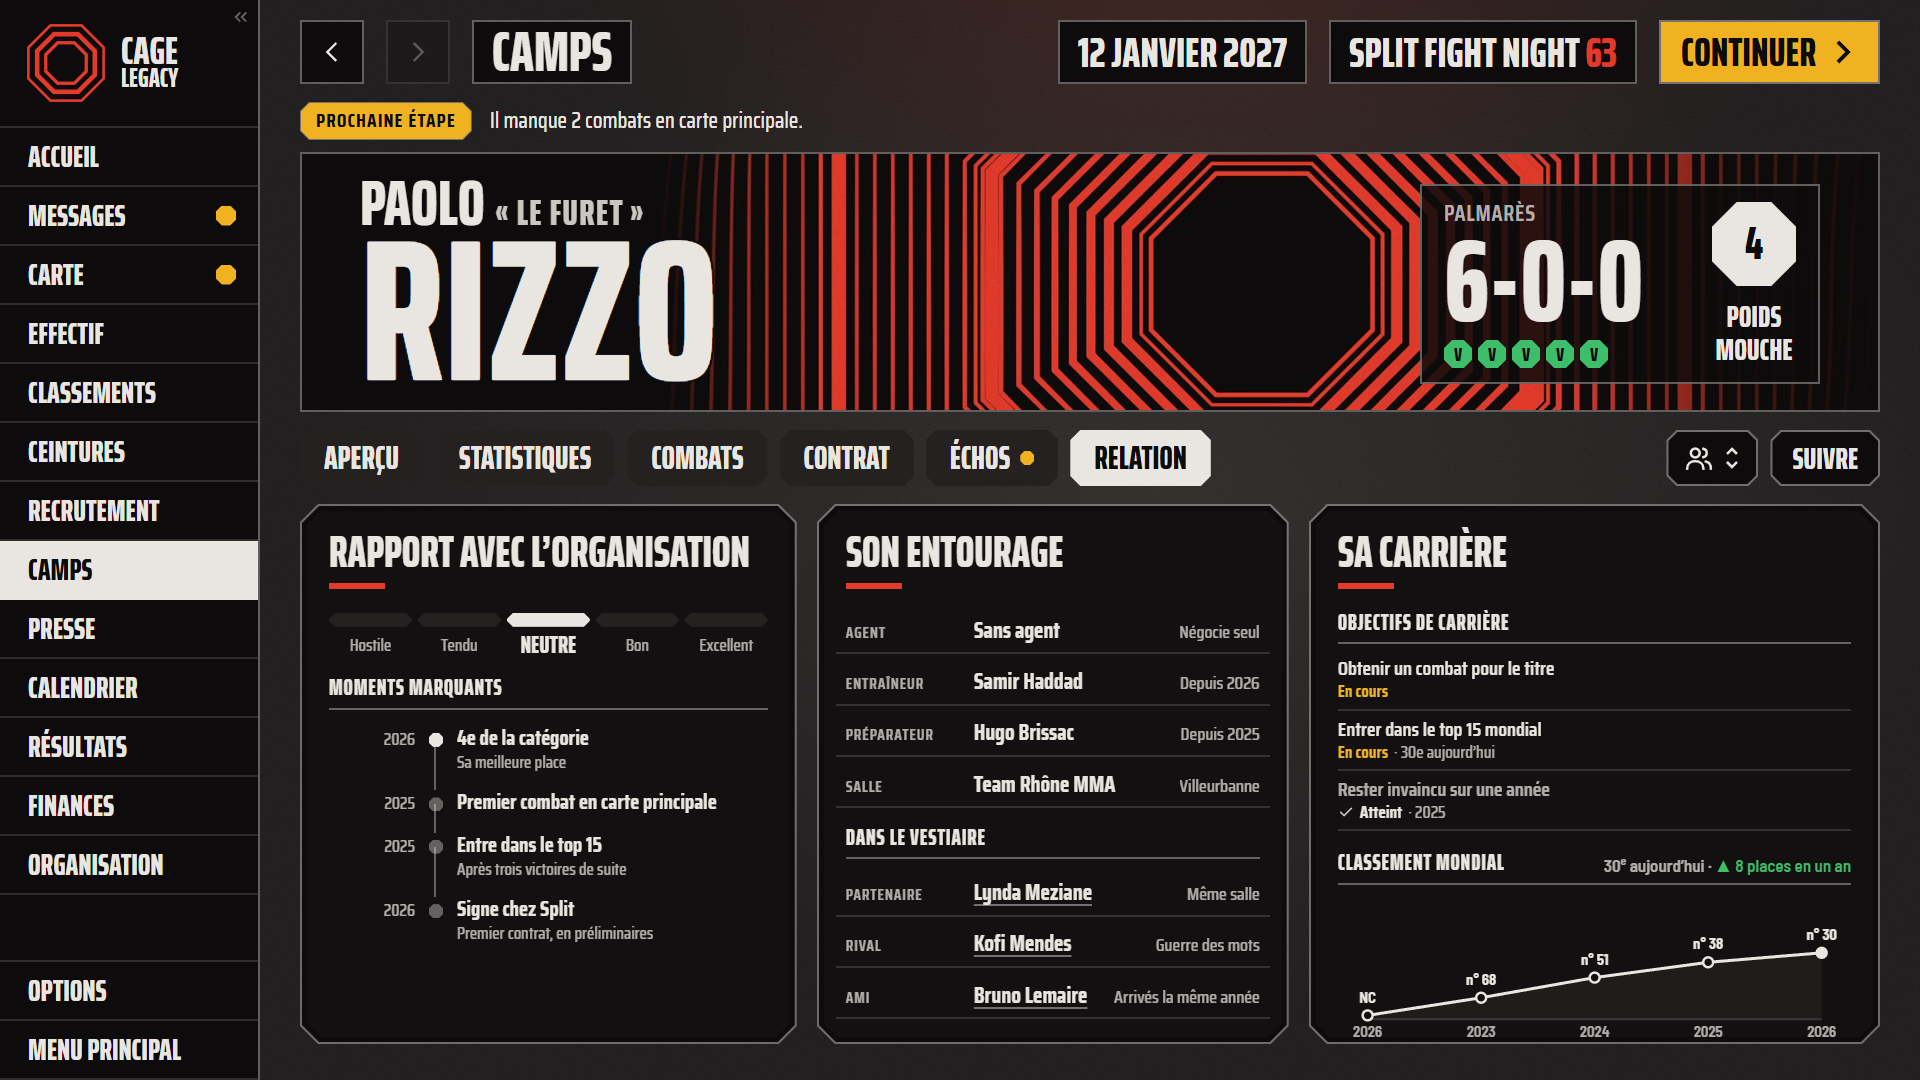 CAGE
LEGACY
ACCUEIL
MESSAGES
CARTE
EFFECTIF
CLASSEMENTS
CEINTURES
RECRUTEMENT
CAMPS
PRESSE
CALENDRIER
RÉSULTATS
FINANCES
ORGANISATION
OPTIONS
MENU PRINCIPAL
CAMPS
12 JANVIER 2027
SPLIT FIGHT NIGHT 63
CONTINUER
PROCHAINE ÉTAPE Il manque 2 combats en carte principale.
PAOLO « LE FURET »
RIZZO
PALMARÈS
6-0-0
V V V V V
4
POIDS
MOUCHE
APERÇU STATISTIQUES COMBATS CONTRAT ÉCHOS RELATION
SUIVRE
RAPPORT AVEC L’ORGANISATION
Hostile Tendu NEUTRE Bon Excellent
MOMENTS MARQUANTS
2026 4e de la catégorie
Sa meilleure place
2025 Premier combat en carte principale
2025 Entre dans le top 15
Après trois victoires de suite
2026 Signe chez Split
Premier contrat, en préliminaires
SON ENTOURAGE
AGENT Sans agent Négocie seul
ENTRAÎNEUR Samir Haddad Depuis 2026
PRÉPARATEUR Hugo Brissac Depuis 2025
SALLE Team Rhône MMA Villeurbanne
DANS LE VESTIAIRE
PARTENAIRE Lynda Meziane Même salle
RIVAL Kofi Mendes Guerre des mots
AMI Bruno Lemaire Arrivés la même année
SA CARRIÈRE
OBJECTIFS DE CARRIÈRE
Obtenir un combat pour le titre
En cours
Entrer dans le top 15 mondial
En cours · 30e aujourd’hui
Rester invaincu sur une année
✓ Atteint · 2025
CLASSEMENT MONDIAL 30e aujourd’hui · ▲ 8 places en un an
NC n° 68 n° 51 n° 38 n° 30
2026 2023 2024 2025 2026